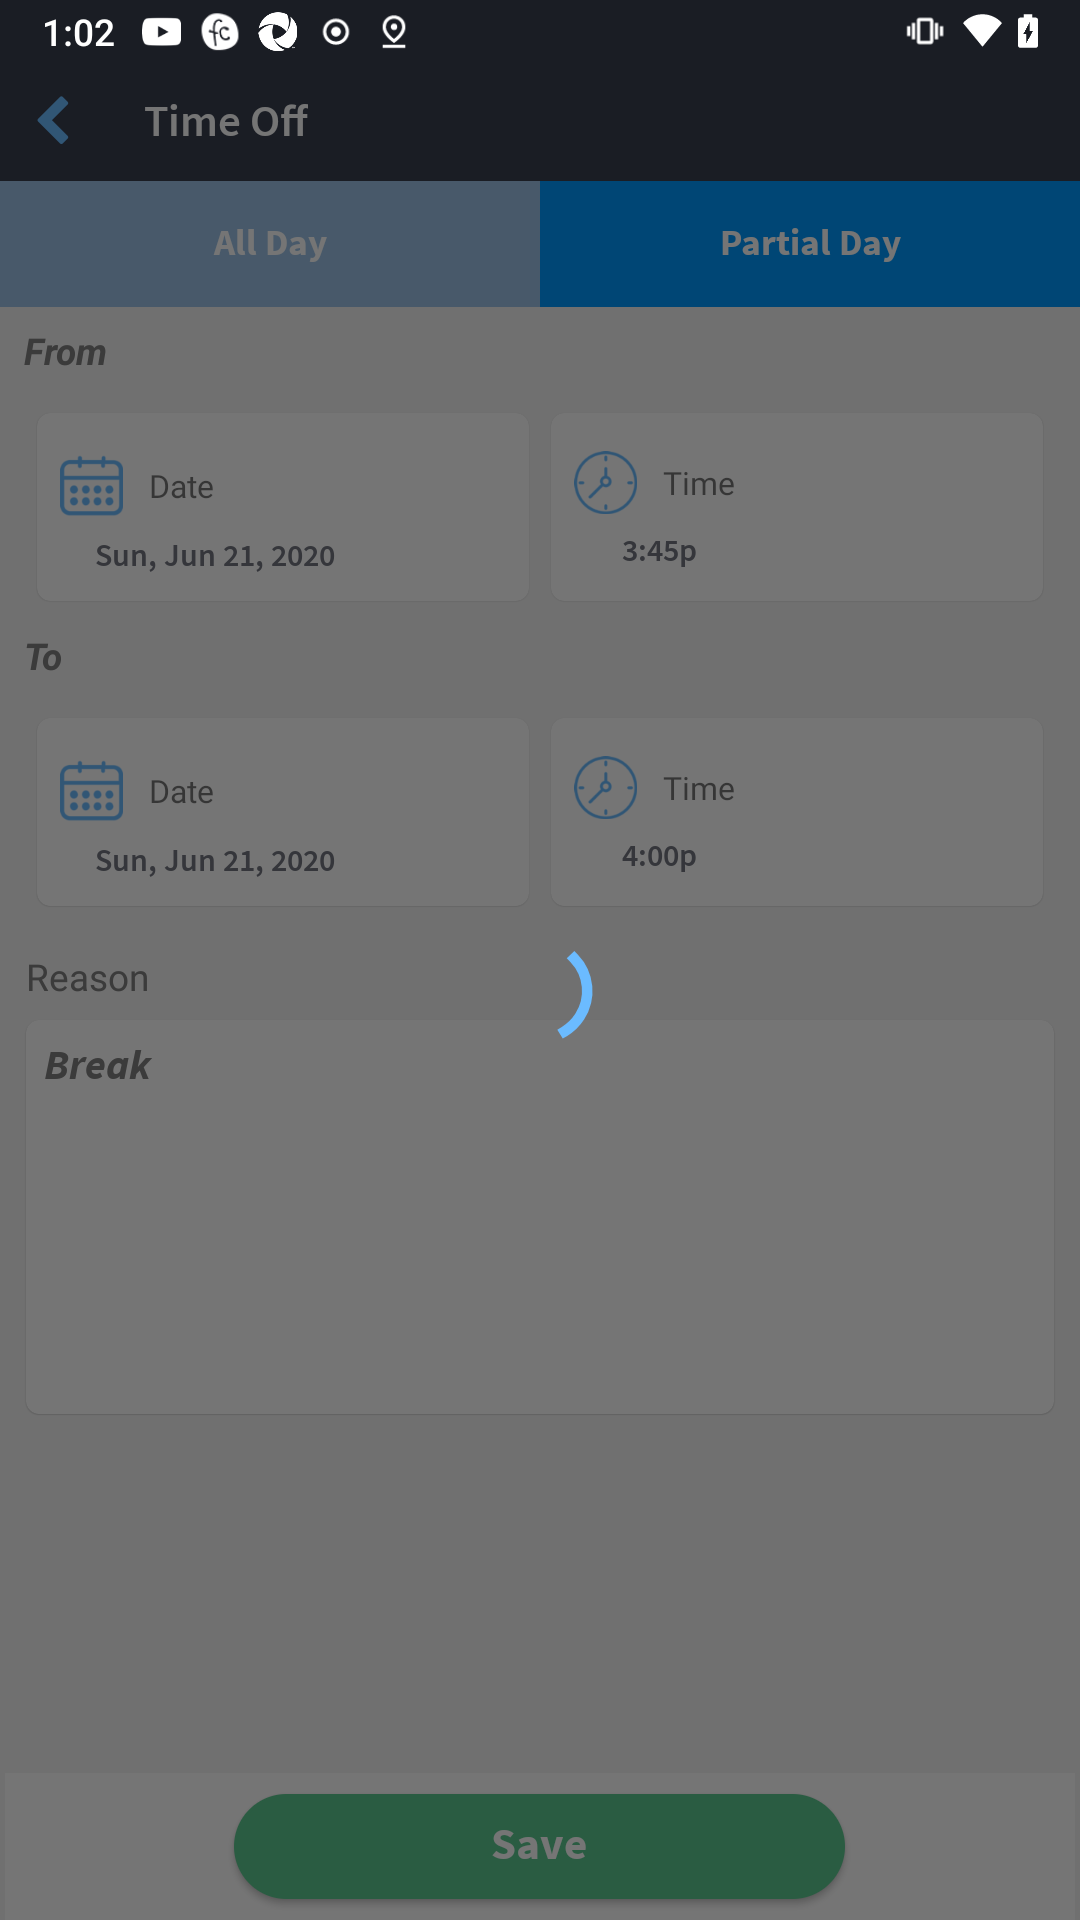 1:02
Time Off
All Day
Partial Day
From
Date
Time
Sun, Jun 21, 2020
3:45p
To
Date
Time
Sun, Jun 21, 2020
4:00p
Reason
Break
Save